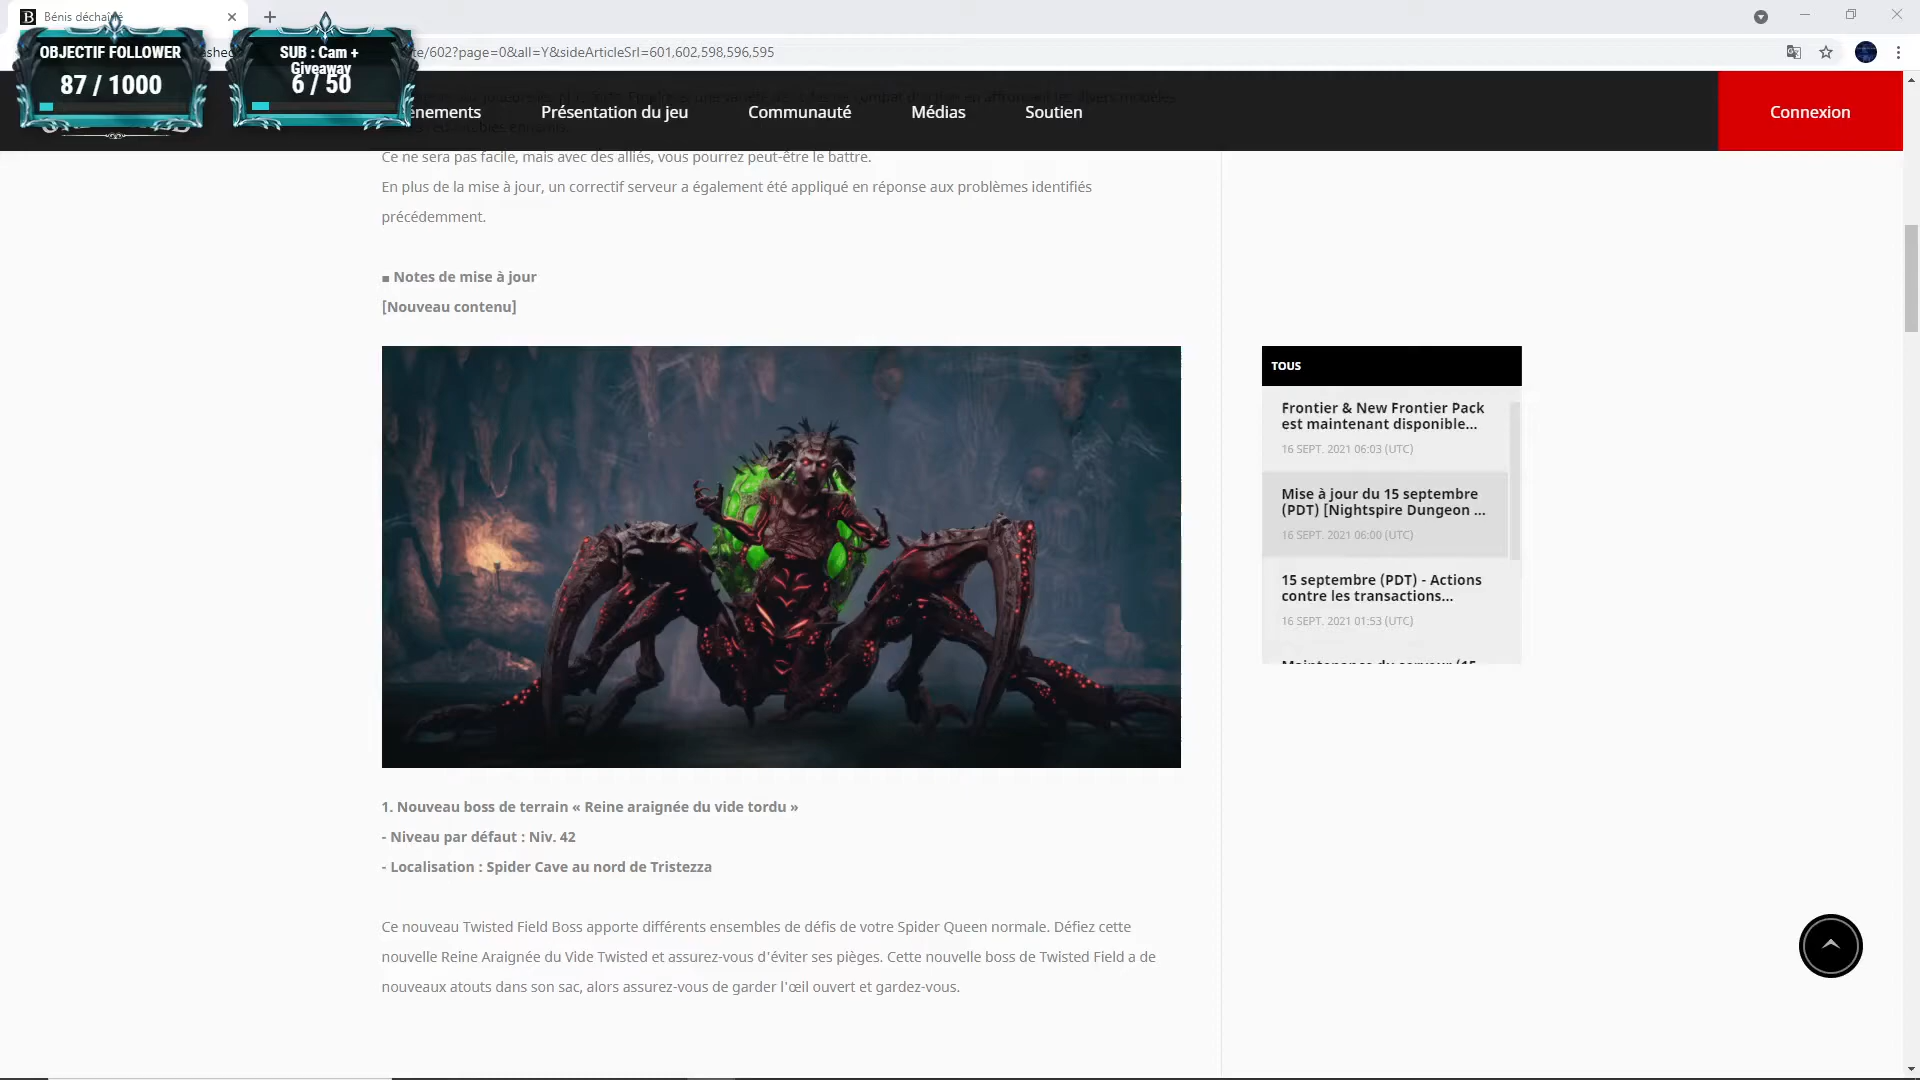 Bénis déchaîné
OBJECTIF FOLLOWER
87 / 1000
SUB : Cam +
Giveaway
6 / 50
/602?page=0&all=Y&sideArticleSrl=601,602,598,596,595
Présentation du jeu
Communauté
Médias
Soutien
Connexion
Ce ne sera pas facile, mais avec des alliés, vous pourrez peut-être le battre.
En plus de la mise à jour, un correctif serveur a également été appliqué en réponse aux problèmes identifiés
précédemment.
■ Notes de mise à jour
[Nouveau contenu]
1. Nouveau boss de terrain « Reine araignée du vide tordu »
- Niveau par défaut : Niv. 42
- Localisation : Spider Cave au nord de Tristezza
Ce nouveau Twisted Field Boss apporte différents ensembles de défis de votre Spider Queen normale. Défiez cette
nouvelle Reine Araignée du Vide Twisted et assurez-vous d'éviter ses pièges. Cette nouvelle boss de Twisted Field a de
nouveaux atouts dans son sac, alors assurez-vous de garder l'œil ouvert et gardez-vous.
TOUS
Frontier & New Frontier Pack
est maintenant disponible...
16 SEPT. 2021 06:03 (UTC)
Mise à jour du 15 septembre
(PDT) [Nightspire Dungeon ...
16 SEPT. 2021 06:00 (UTC)
15 septembre (PDT) - Actions
contre les transactions...
16 SEPT. 2021 01:53 (UTC)